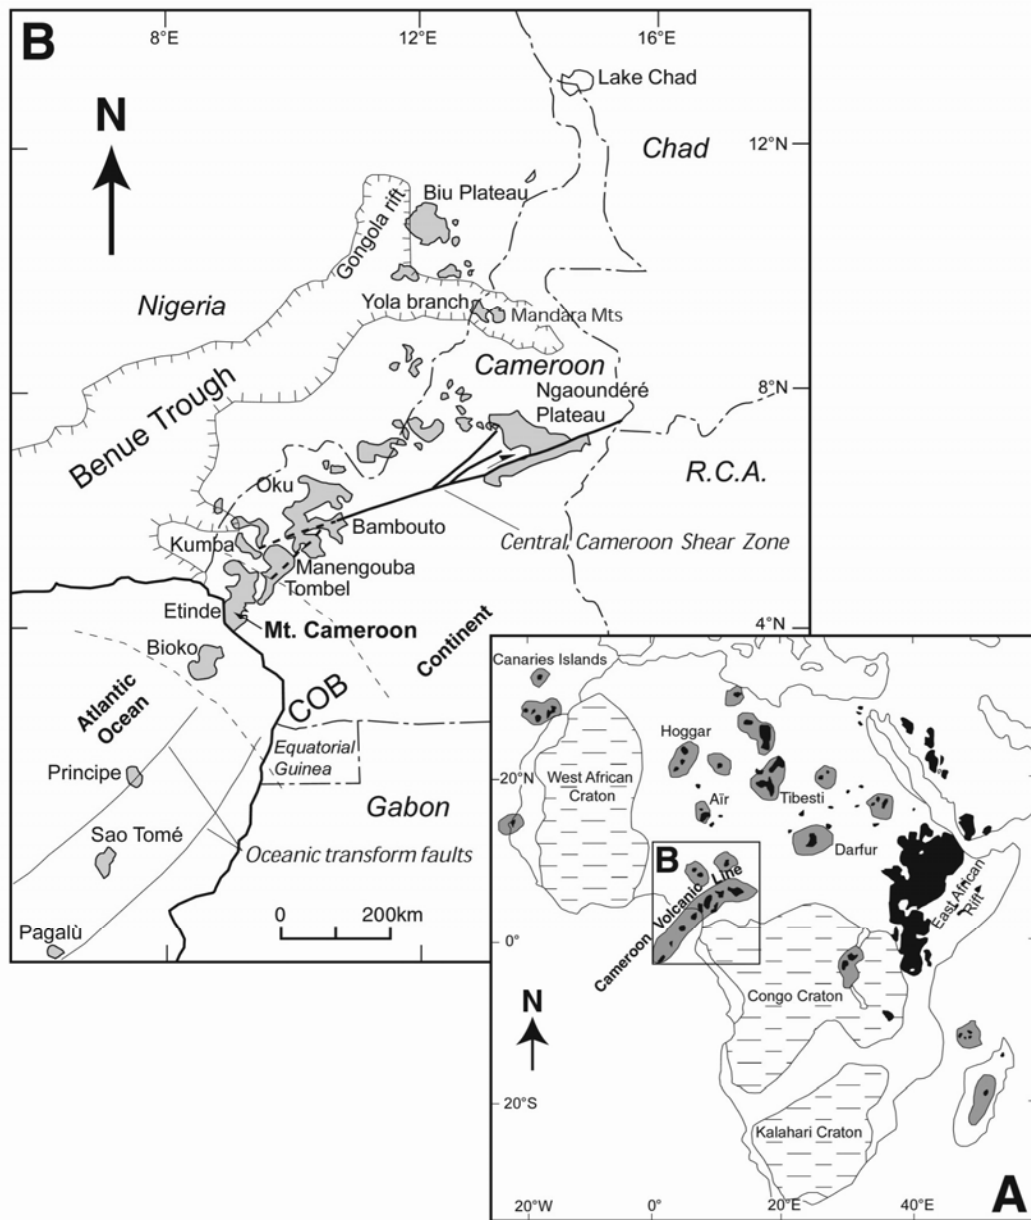 B
8°E
12°E
16°E
N
Lake Chad
Chad
12°N
Biu Plateau
Gongola rift
Nigeria
Yola branch
Mandara Mts
Cameroon
Ngaoundéré
Plateau
8°N
Benue Trough
R.C.A.
Oku
Bambouto
Kumba
Central Cameroon Shear Zone
Manengouba
Tombel
Etinde
Mt. Cameroon
4°N
Bioko
Continent
COB
Atlantic
Ocean
Equatorial
Guinea
Principe
Gabon
Sao Tomé
Oceanic transform faults
0
200km
Pagalù
Canaries Islands
Hoggar
20°N
West African
Craton
Aïr
Tibesti
Darfur
B
Cameroon Volcanic Line
East African
Rift
0°
Congo Craton
N
20°S
Kalahari Craton
A
20°W
0°
20°E
40°E